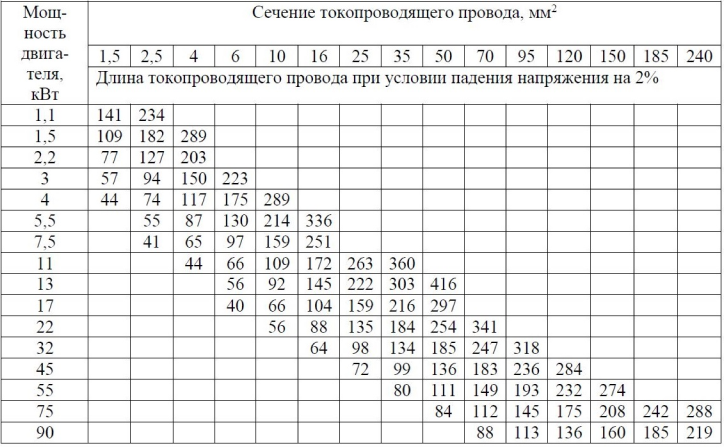 Мощ-
ность
двига-
теля,
кВт
Сечение токопроводящего провода, мм²
1,5 2,5 4 6 10 16 25 35 50 70 95 120 150 185 240
Длина токопроводящего провода при условии падения напряжения на 2%
1,1 141 234
1,5 109 182 289
2,2 77 127 203
3 57 94 150 223
4 44 74 117 175 289
5,5 55 87 130 214 336
7,5 41 65 97 159 251
11 44 66 109 172 263 360
13 56 92 145 222 303 416
17 40 66 104 159 216 297
22 56 88 135 184 254 341
32 64 98 134 185 247 318
45 72 99 136 183 236 284
55 80 111 149 193 232 274
75 84 112 145 175 208 242 288
90 88 113 136 160 185 219